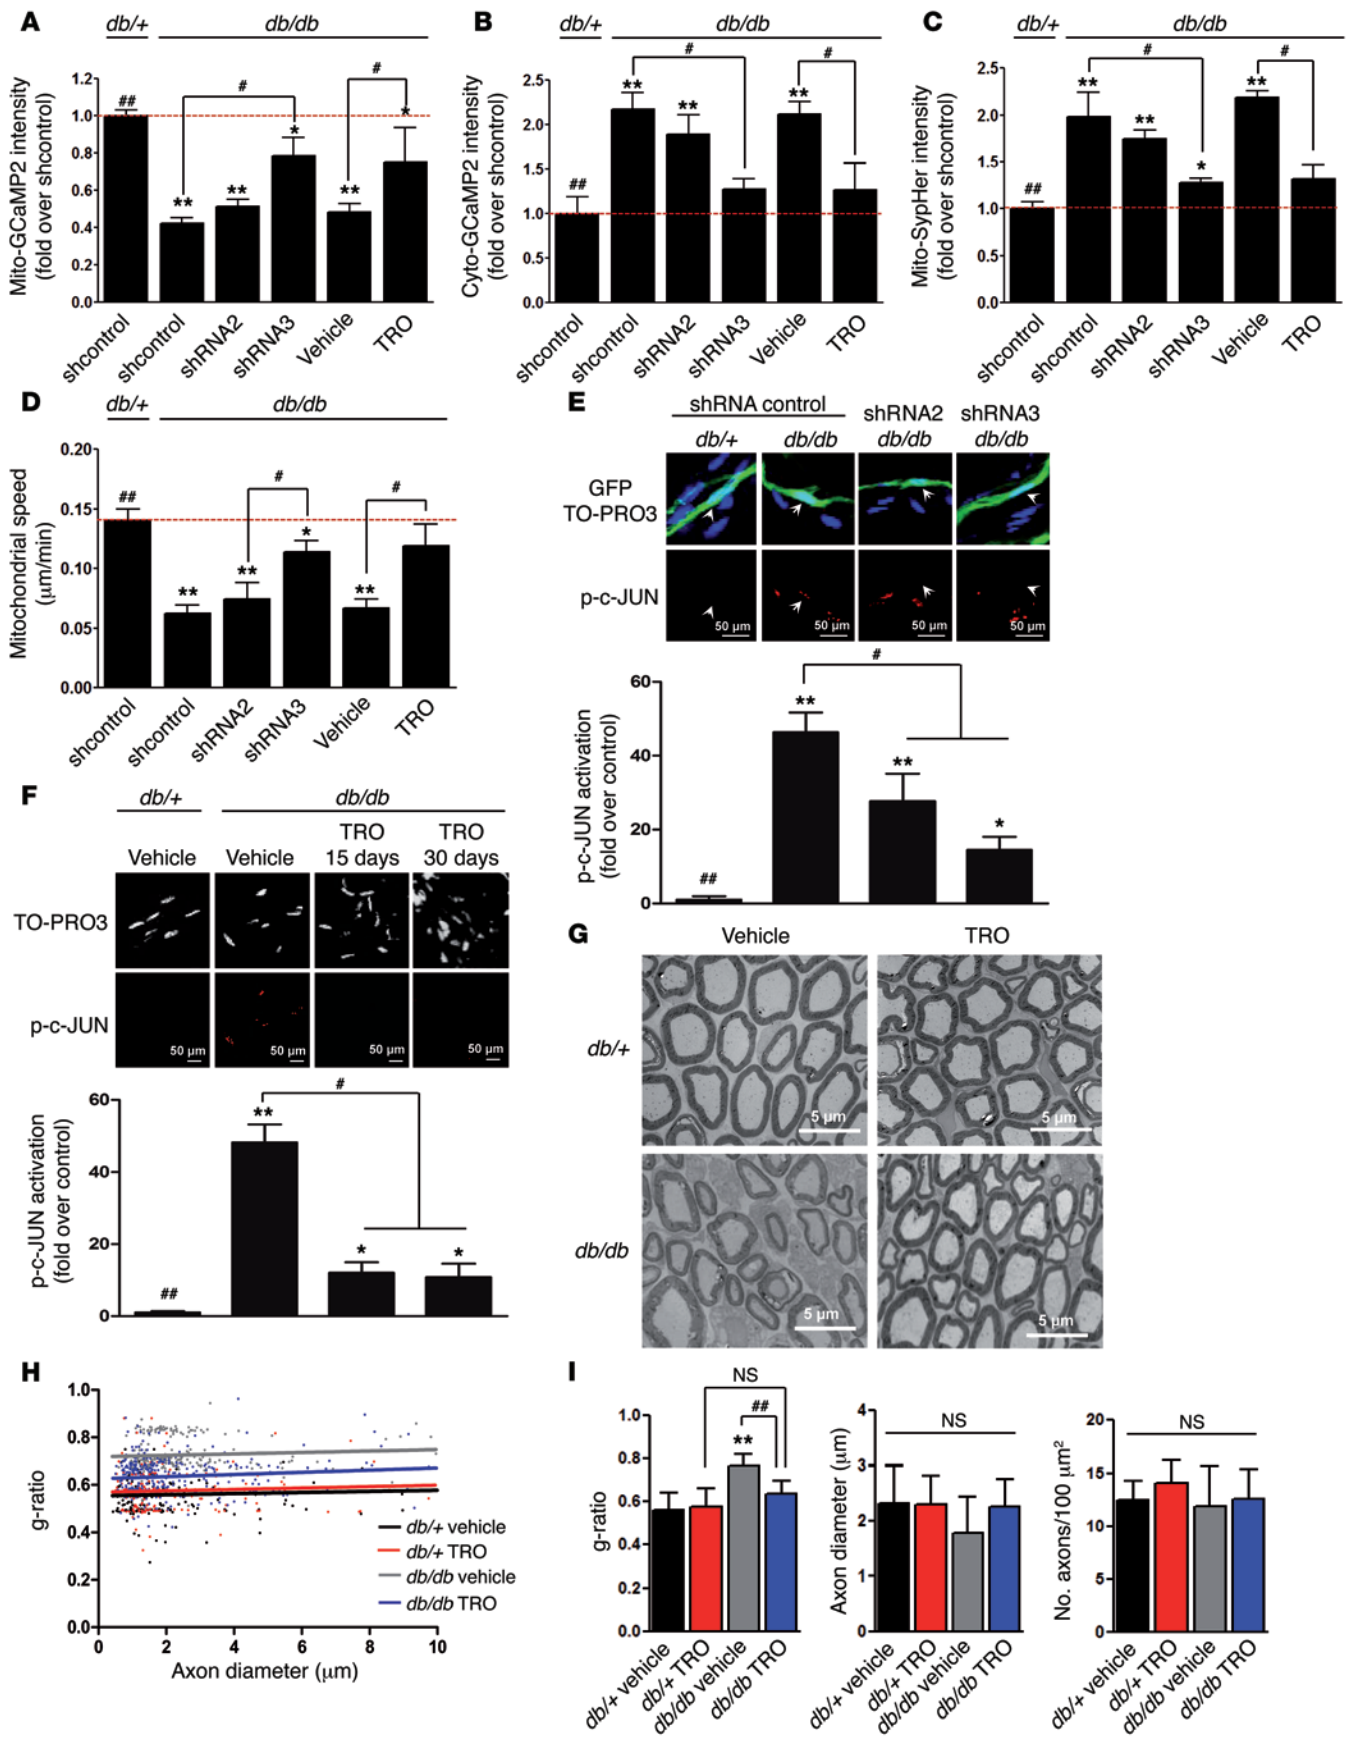 A
db/+
db/db
Mito-GCaMP2 intensity
(fold over shcontrol)
1.2
1.0
0.8
0.6
0.4
0.2
0.0
##
**
**
*
**
*
#
#
shcontrol
shcontrol
shRNA2
shRNA3
Vehicle
TRO
B
db/+
db/db
Cyto-GCaMP2 intensity
(fold over shcontrol)
2.5
2.0
1.5
1.0
0.5
0.0
##
**
**
**
#
#
shcontrol
shcontrol
shRNA2
shRNA3
Vehicle
TRO
C
db/+
db/db
Mito-SypHer intensity
(fold over shcontrol)
2.5
2.0
1.5
1.0
0.5
0.0
##
**
**
*
**
#
#
shcontrol
shcontrol
shRNA2
shRNA3
Vehicle
TRO
D
db/+
db/db
Mitochondrial speed
(μm/min)
0.20
0.15
0.10
0.05
0.00
##
**
**
*
**
#
#
shcontrol
shcontrol
shRNA2
shRNA3
Vehicle
TRO
E
shRNA control
shRNA2
shRNA3
db/+
db/db
db/db
db/db
GFP
TO-PRO3
p-c-JUN
50 μm
50 μm
50 μm
50 μm
p-c-JUN activation
(fold over control)
60
40
20
0
##
**
**
*
#
F
db/+
db/db
Vehicle
Vehicle
TRO
15 days
TRO
30 days
TO-PRO3
p-c-JUN
50 μm
50 μm
50 μm
50 μm
p-c-JUN activation
(fold over control)
60
40
20
0
##
**
*
*
#
G
Vehicle
TRO
db/+
db/db
5 μm
5 μm
5 μm
5 μm
H
g-ratio
1.0
0.8
0.6
0.4
0.2
0.0
0
2
4
6
8
10
Axon diameter (μm)
db/+ vehicle
db/+ TRO
db/db vehicle
db/db TRO
I
g-ratio
1.0
0.8
0.6
0.4
0.2
0.0
NS
##
**
db/+ vehicle
db/+ TRO
db/db vehicle
db/db TRO
Axon diameter (μm)
4
3
2
1
0
NS
db/+ vehicle
db/+ TRO
db/db vehicle
db/db TRO
No. axons/100 μm²
20
15
10
5
0
NS
db/+ vehicle
db/+ TRO
db/db vehicle
db/db TRO